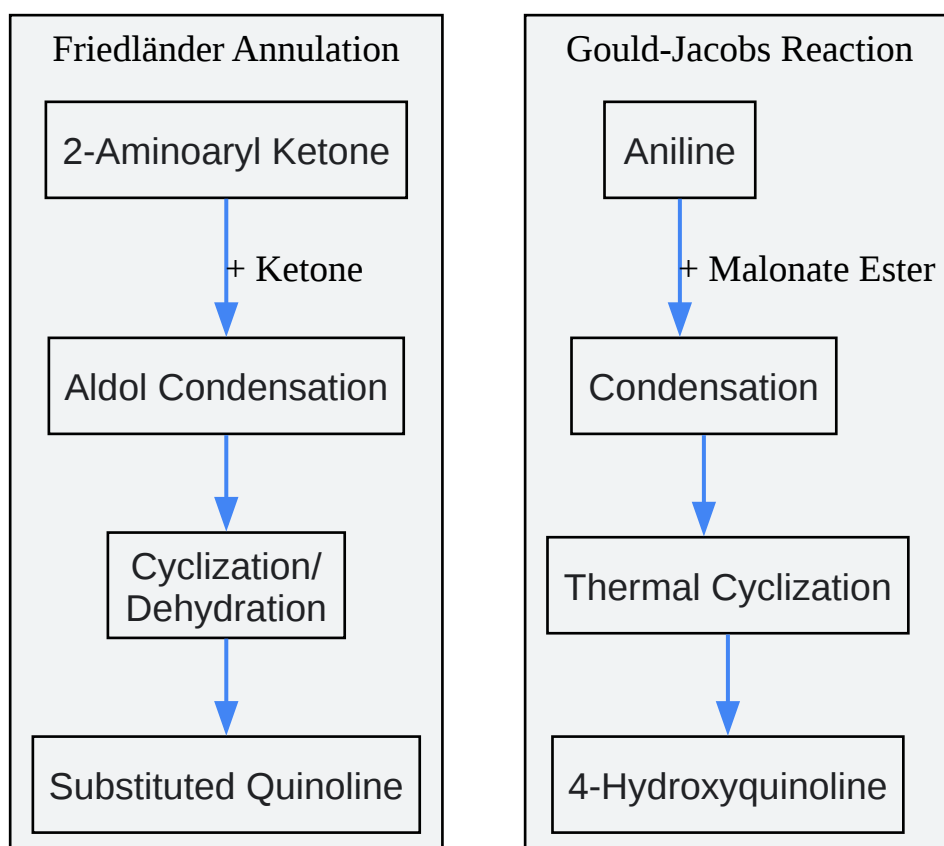 Friedländer Annulation
2-Aminoaryl Ketone
+ Ketone
Aldol Condensation
Cyclization/
Dehydration
Substituted Quinoline
Gould-Jacobs Reaction
Aniline
+ Malonate Ester
Condensation
Thermal Cyclization
4-Hydroxyquinoline